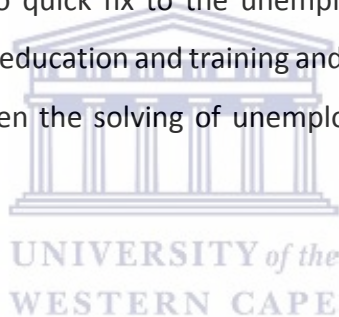 quick fix to the unempl
education and training and
en the solving of unemplo
UNIVERSITY of the
WESTERN CAPE